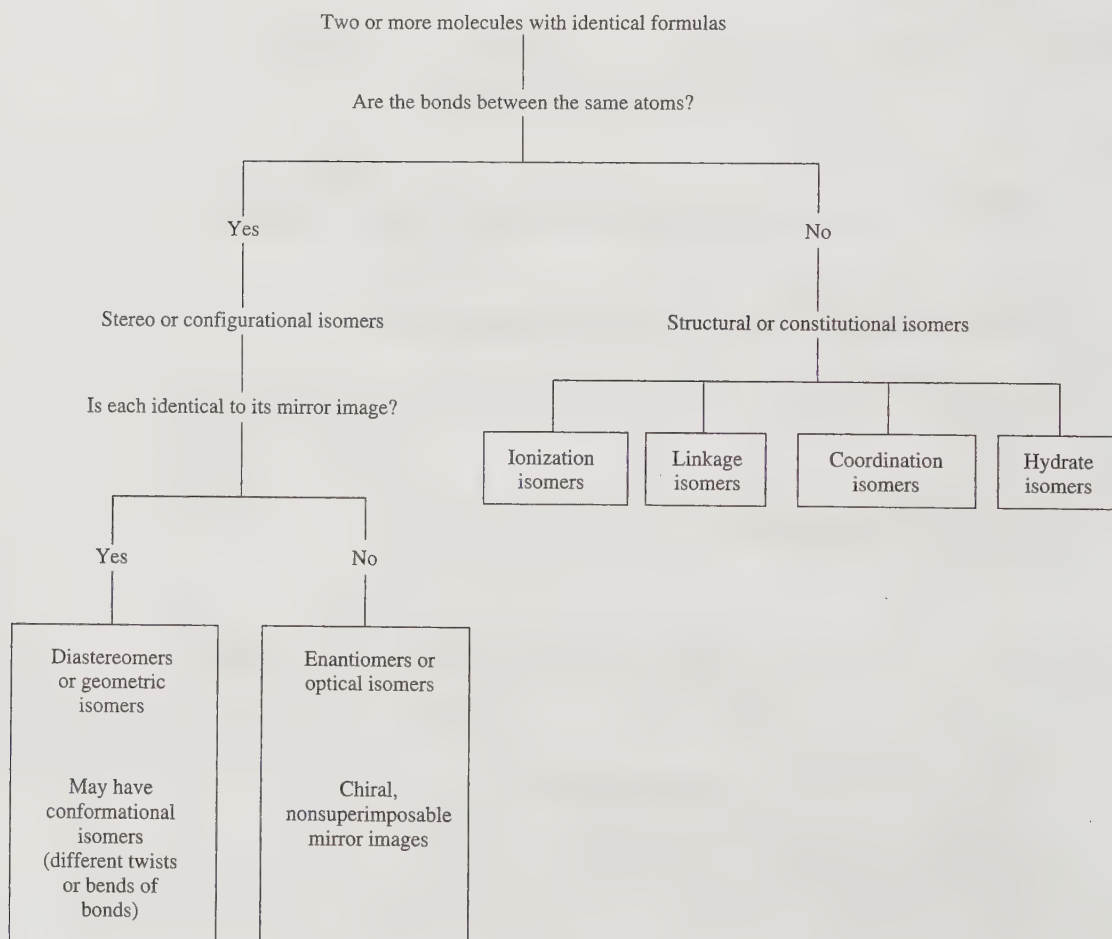 Two or more molecules with identical formulas
Are the bonds between the same atoms?
Yes
No
Stereo or configurational isomers
Structural or constitutional isomers
Is each identical to its mirror image?
Ionization
isomers
Linkage
isomers
Coordination
isomers
Hydrate
isomers
Yes
No
Diastereomers
or geometric
isomers
May have
conformational
isomers
(different twists
or bends of
bonds)
Enantiomers or
optical isomers
Chiral,
nonsuperimposable
mirror images